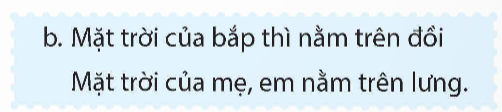 b. Mặt trời của bắp thì nằm trên đồi
Mặt trời của mẹ, em nằm trên lưng.